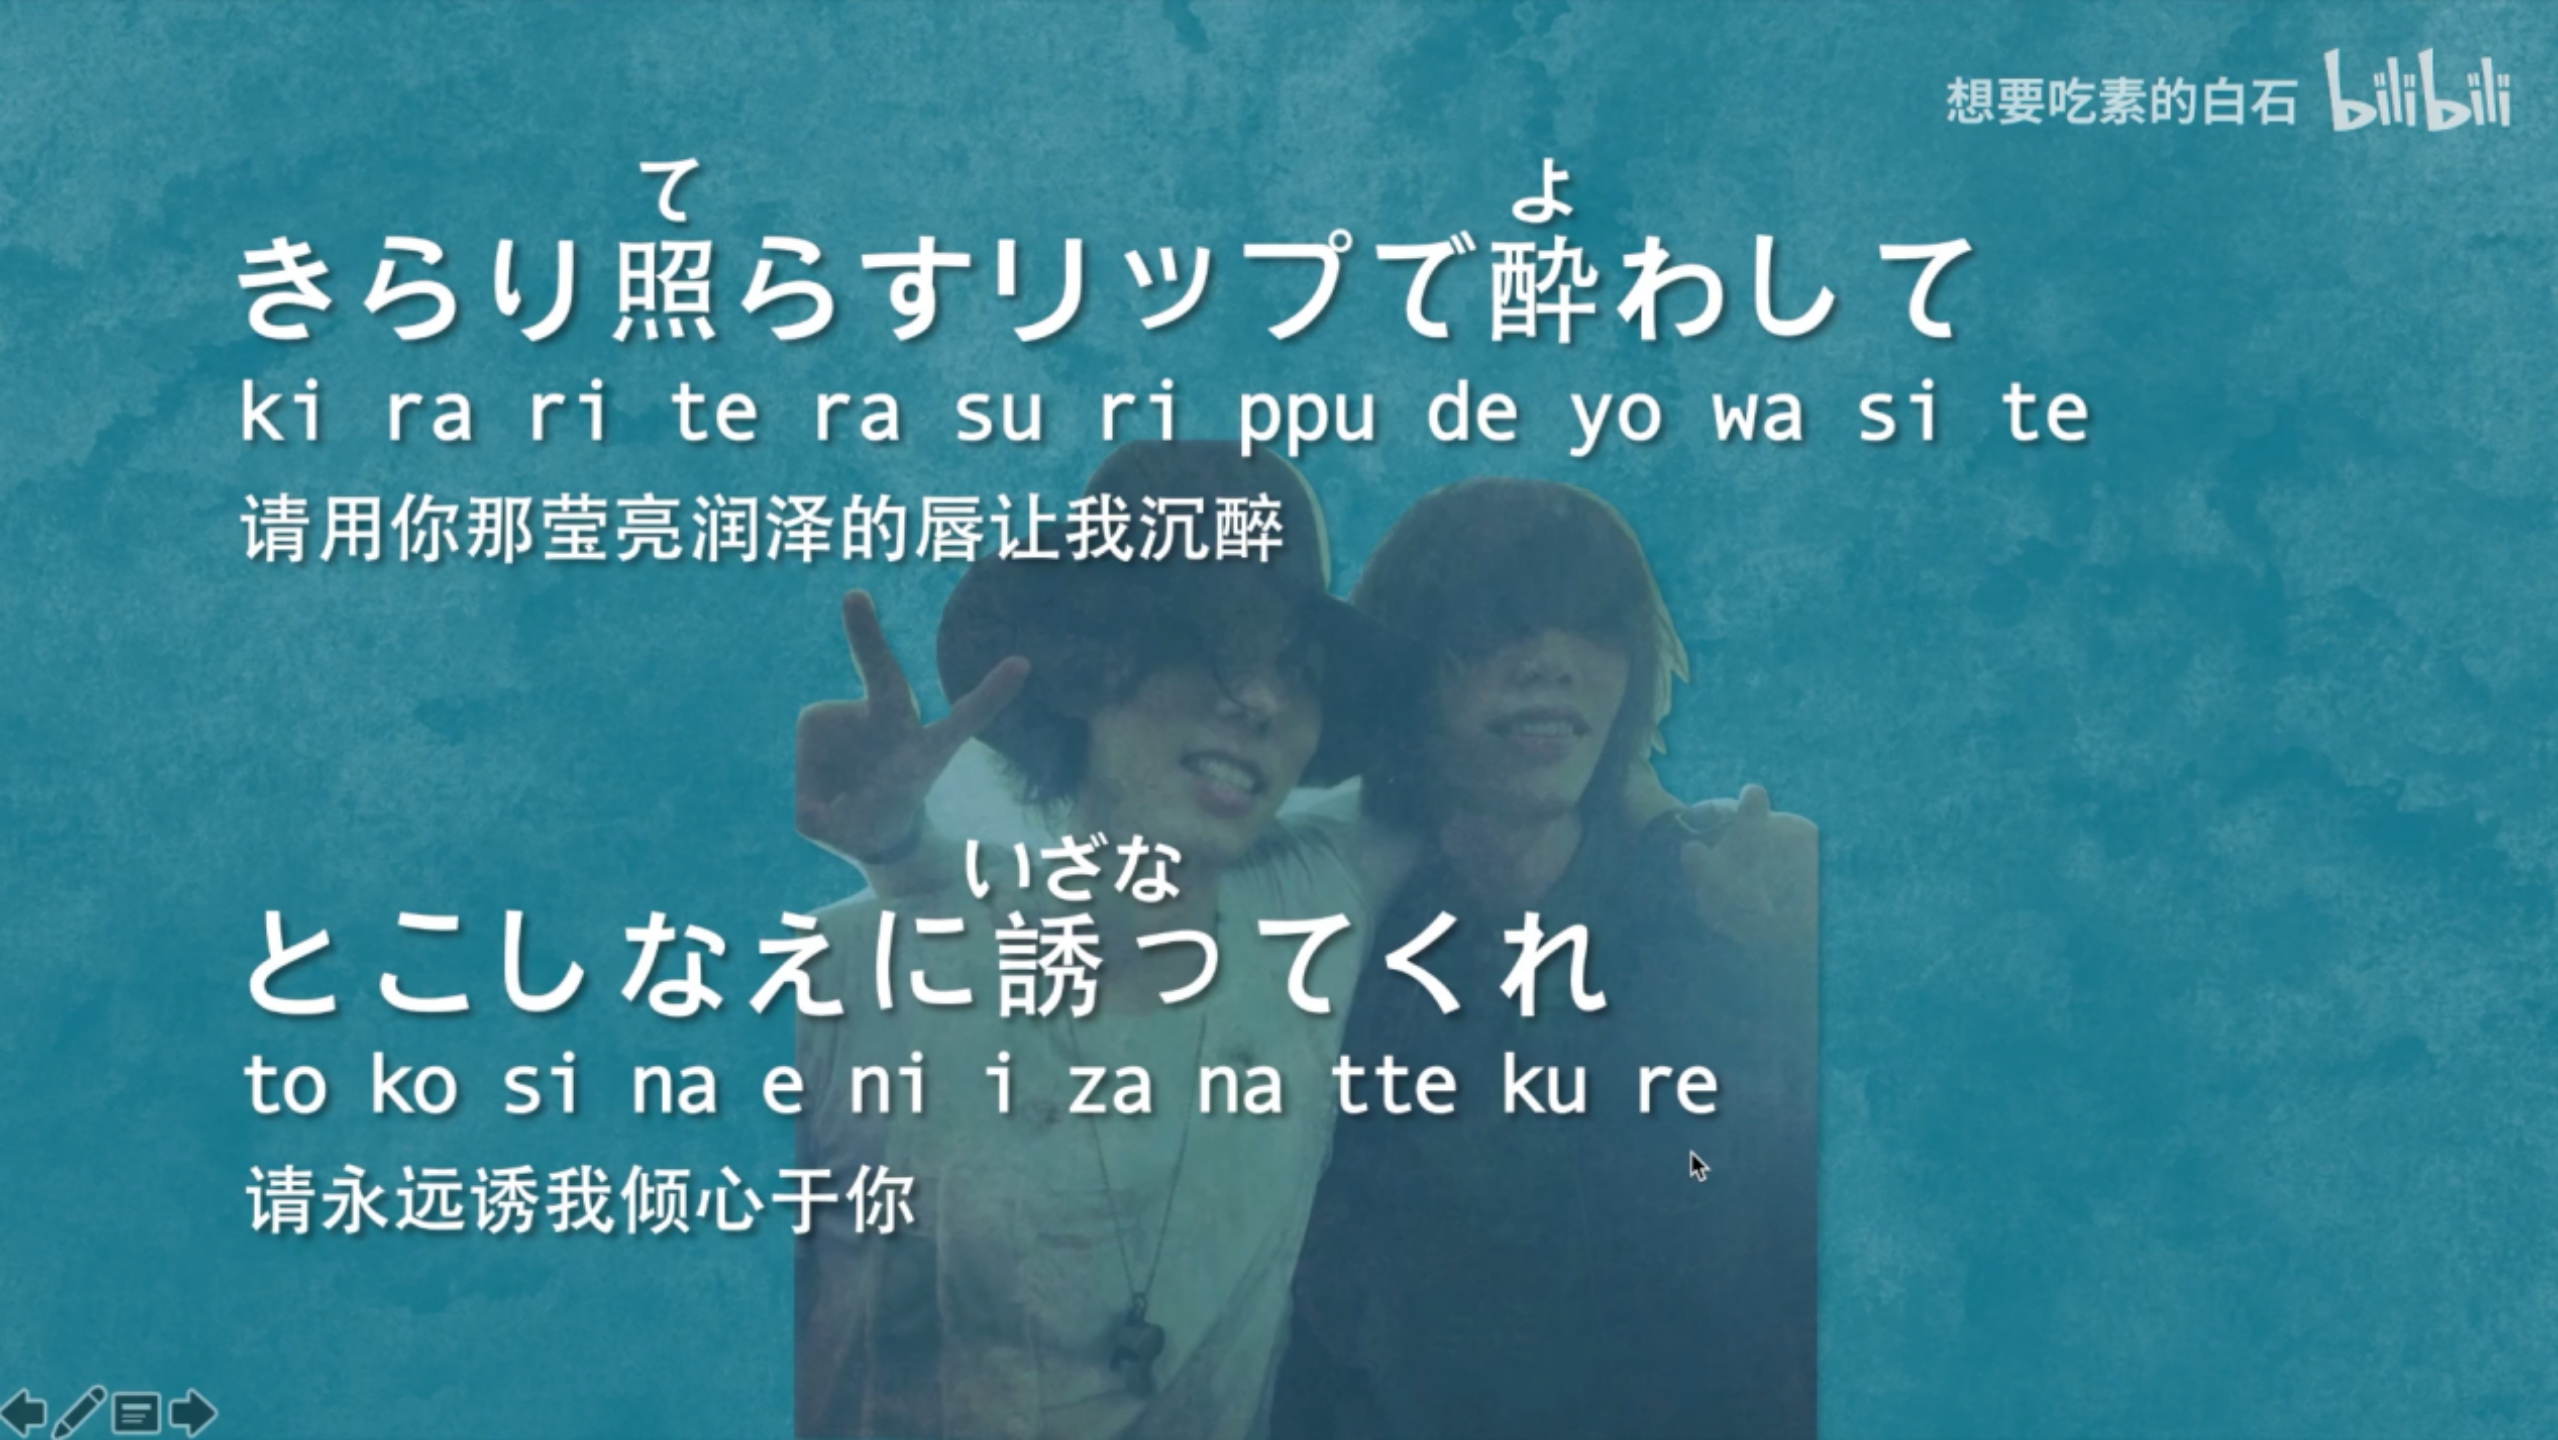 想要吃素的白石 bilibili
て よ
きらり照らすリップで酔わして
ki ra ri te ra su ri ppu de yo wa si te
请用你那莹亮润泽的唇让我沉醉
いざな
とこしなえに誘ってくれ
to ko si na e ni i za na tte ku re
请永远诱我倾心于你